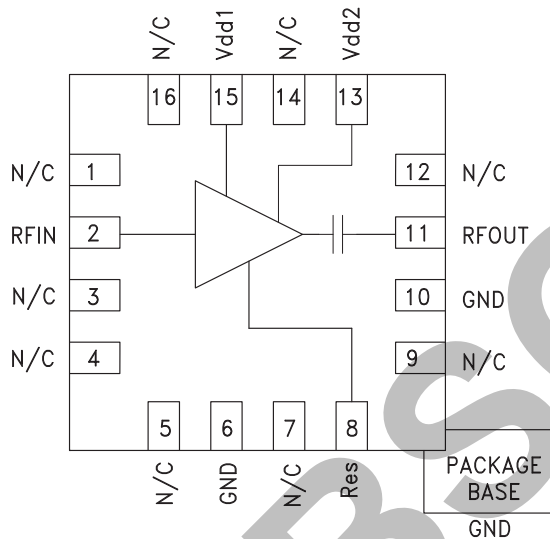 N/C
Vdd1
N/C
Vdd2
16
15
14
13
N/C
1
12
N/C
RFIN
2
11
RFOUT
N/C
3
10
GND
N/C
4
9
N/C
5
6
7
8
N/C
GND
N/C
Res
PACKAGE
BASE
GND